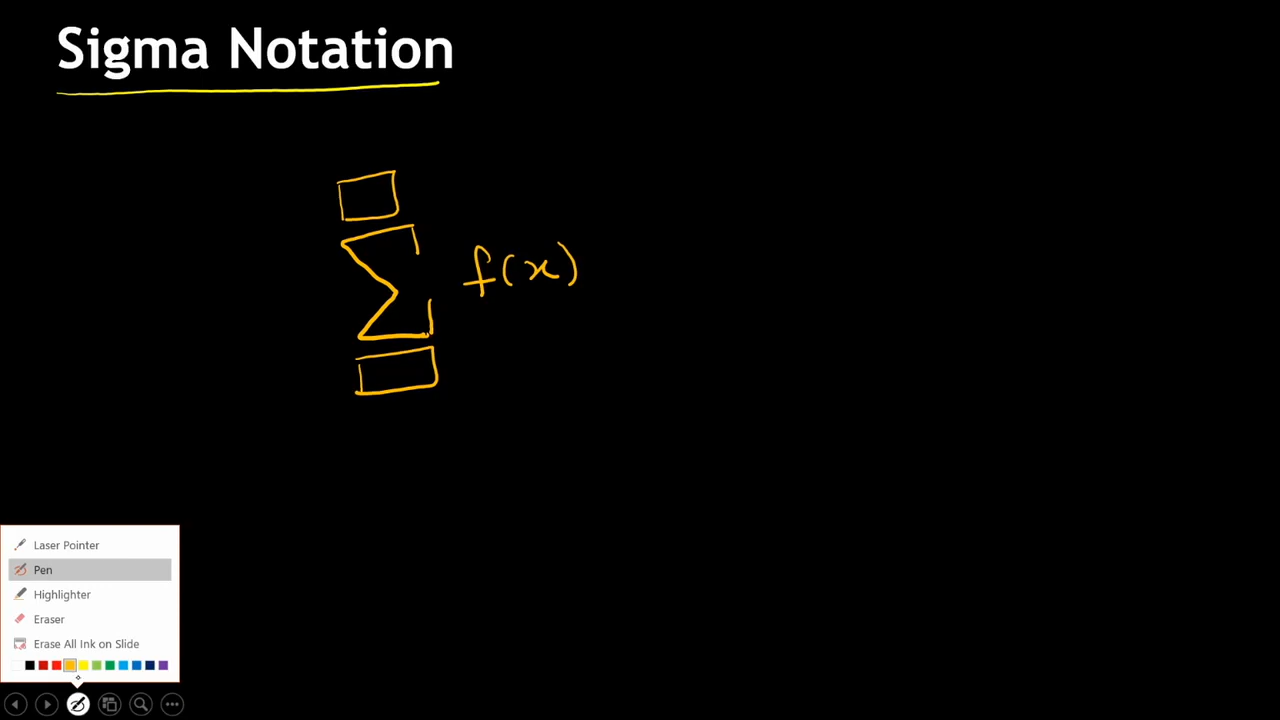 Sigma Notation
∑ f(x)
Laser Pointer
Pen
Highlighter
Eraser
Erase All Ink on Slide